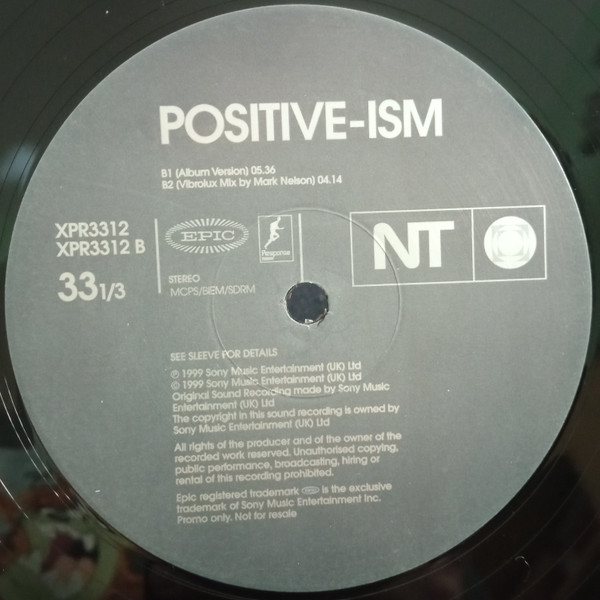 POSITIVE-ISM
B1 (Album Version) 05.36
B2 (Vibrolux Mix by Mark Nelson) 04.14
XPR3312
XPR3312 B
33 1/3
EPIC
STEREO
MCPS/BIEM/SDRM
NT
SEE SLEEVE FOR DETAILS
℗ 1999 Sony Music Entertainment (UK) Ltd
© 1999 Sony Music Entertainment (UK) Ltd
Original Sound Recording made by Sony Music
Entertainment (UK) Ltd
The copyright in this sound recording is owned by
Sony Music Entertainment (UK) Ltd
All rights of the producer and of the owner of the
recorded work reserved. Unauthorised copying,
public performance, broadcasting, hiring or
rental of this recording prohibited.
Epic registered trademark EPIC is the exclusive
trademark of Sony Music Entertainment Inc.
Promo only. Not for resale